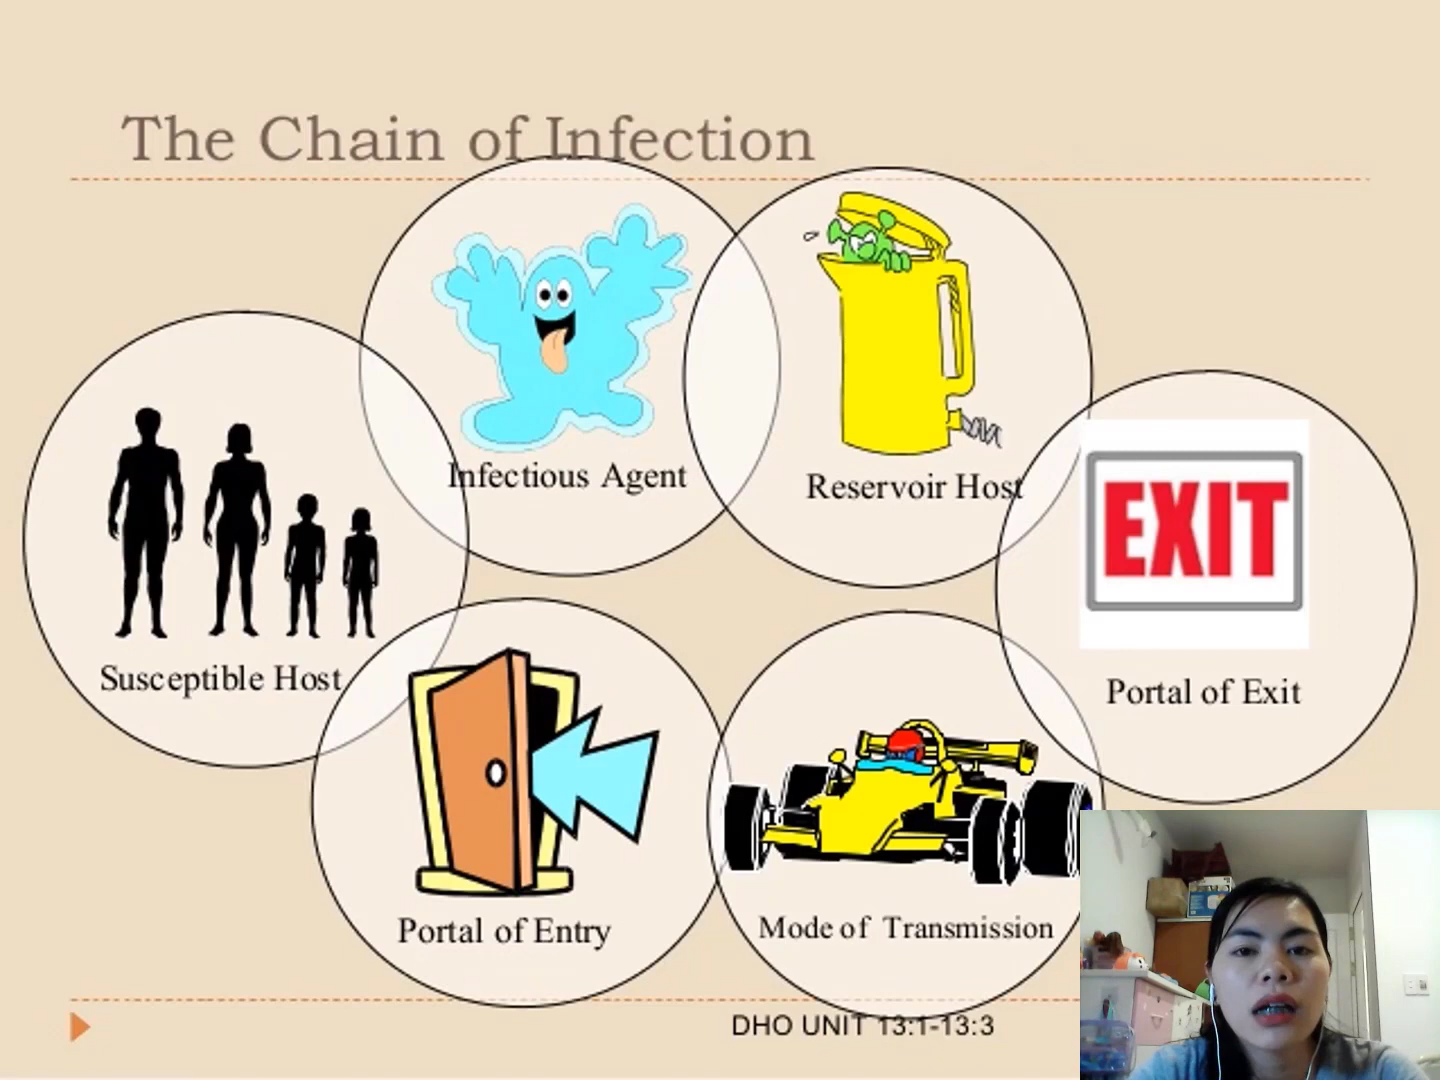 The Chain of Infection
Infectious Agent
Reservoir Host
EXIT
Portal of Exit
Susceptible Host
Portal of Entry
Mode of Transmission
DHO UNIT 13:1-13:3